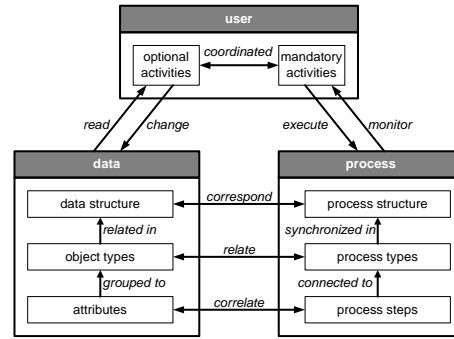 user
optional
activities
coordinated
mandatory
activities
read
change
execute
monitor
data
process
data structure
correspond
process structure
related in
synchronized in
object types
relate
process types
grouped to
connected to
attributes
correlate
process steps